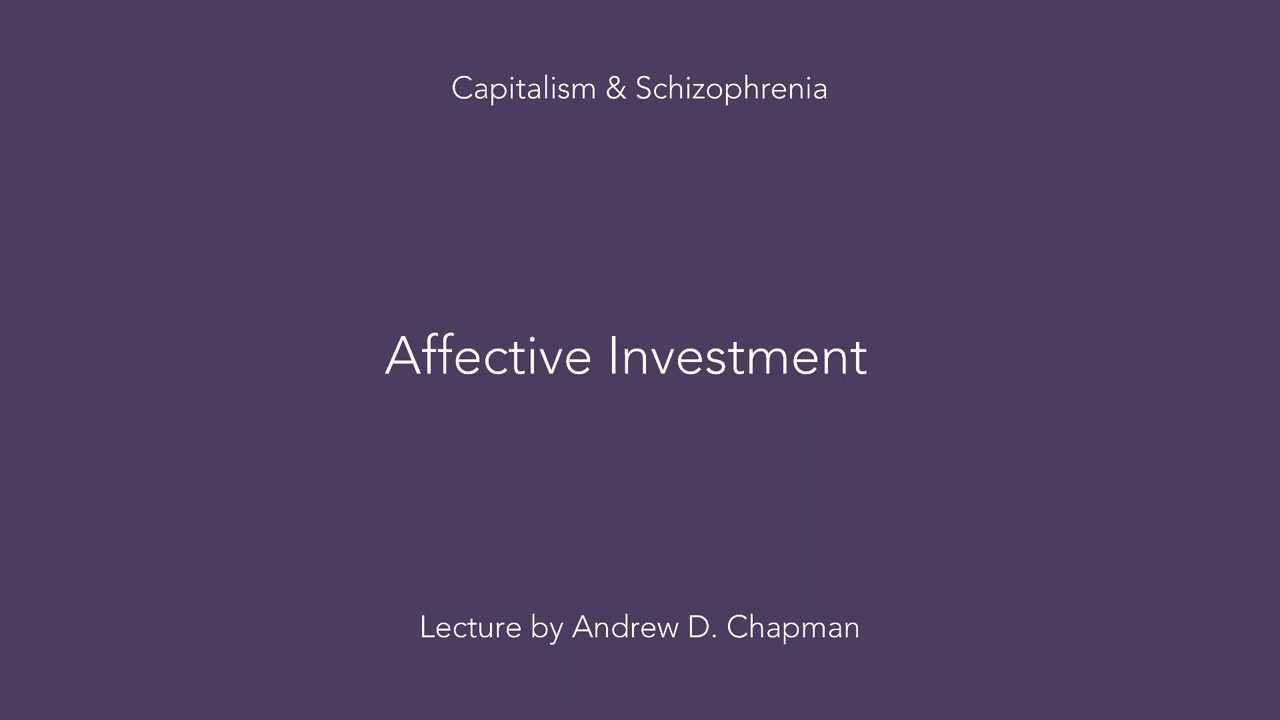 Capitalism & Schizophrenia
Affective Investment
Lecture by Andrew D. Chapman